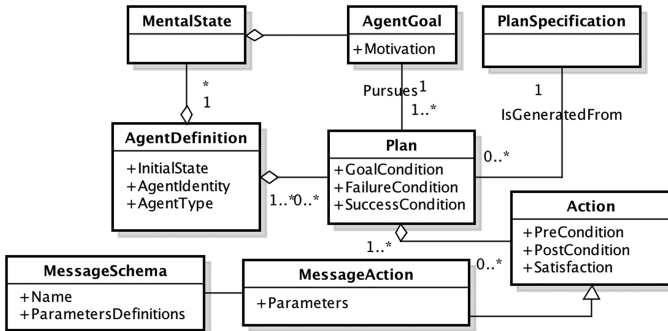 MentalState
AgentGoal
+Motivation
PlanSpecification
*
1
Pursues
1
1..*
1
IsGeneratedFrom
AgentDefinition
+InitialState
+AgentIdentity
+AgentType
1..*
0..*
Plan
+GoalCondition
+FailureCondition
+SuccessCondition
0..*
1..*
0..*
Action
+PreCondition
+PostCondition
+Satisfaction
MessageSchema
+Name
+ParametersDefinitions
MessageAction
+Parameters